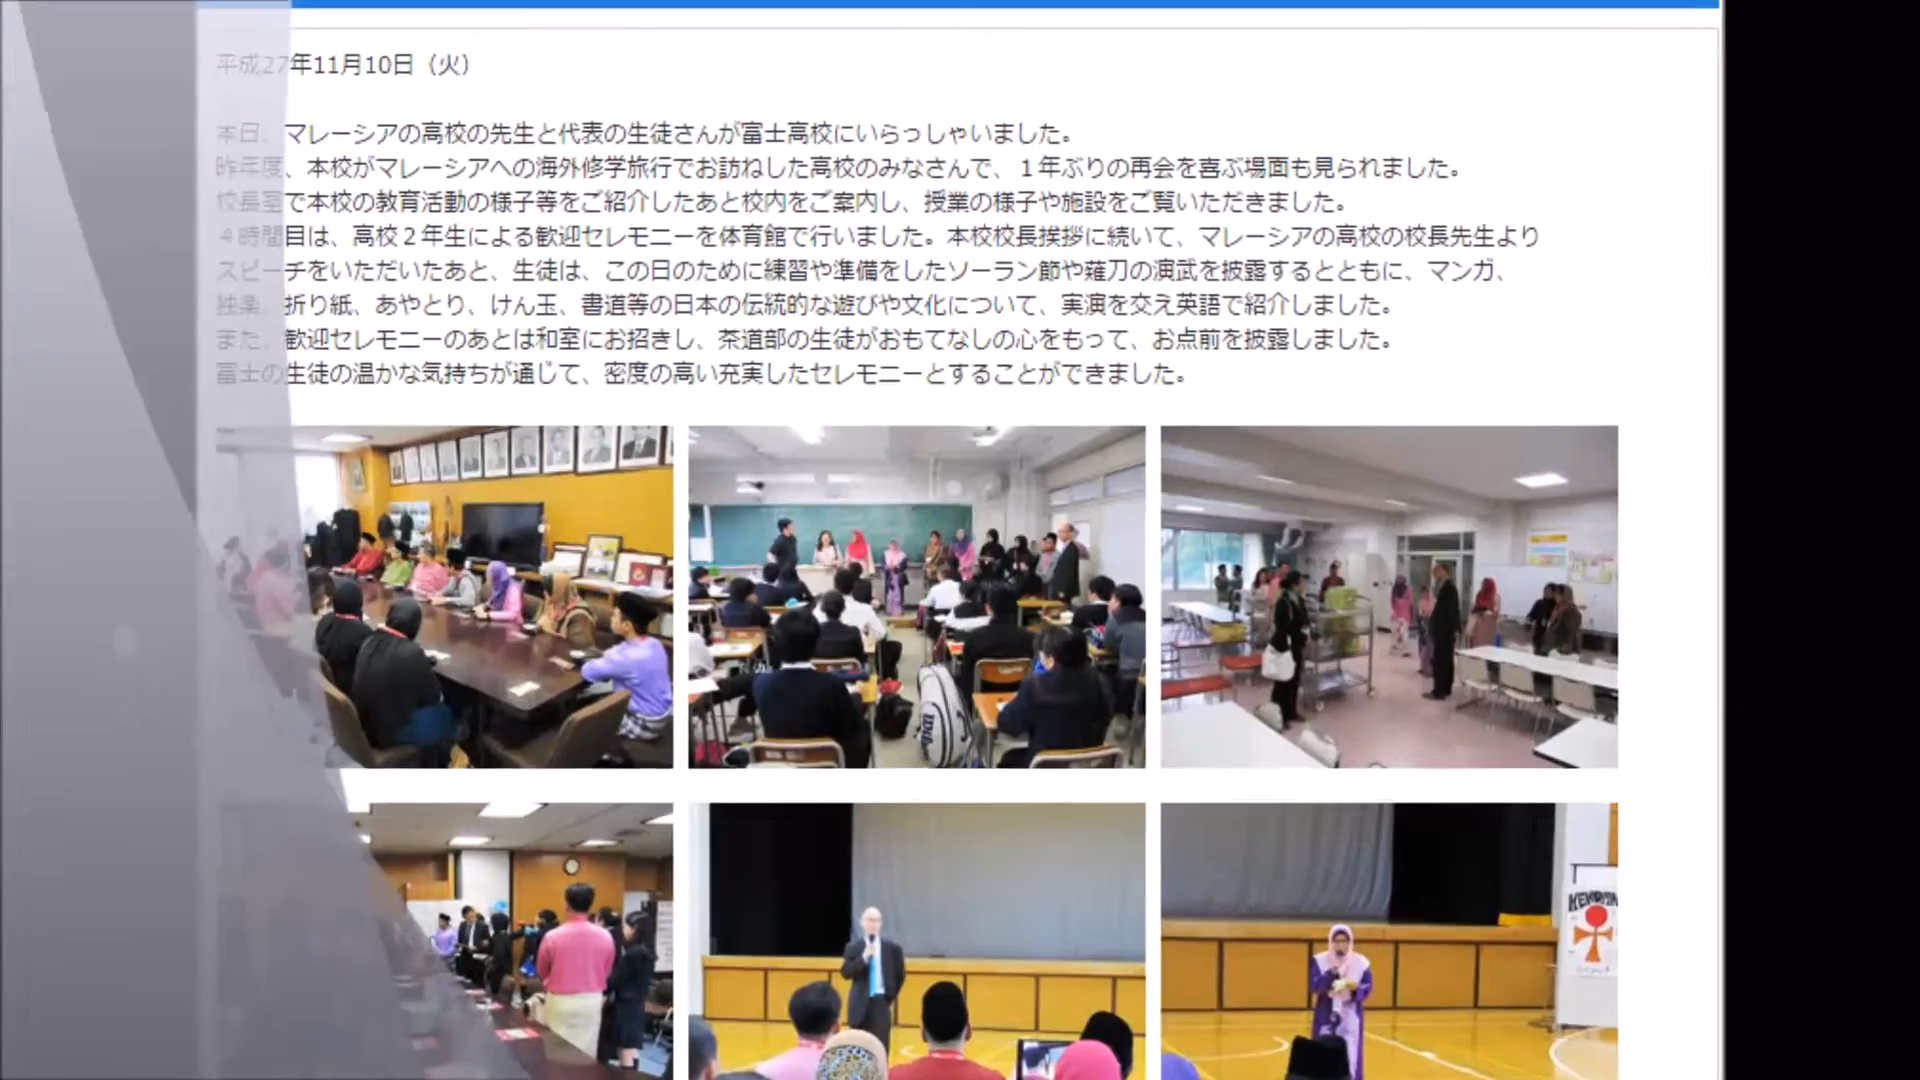 平成27年11月10日（火）
本日、マレーシアの高校の先生と代表の生徒さんが富士高校にいらっしゃいました。
昨年度、本校がマレーシアへの海外修学旅行でお訪ねした高校のみなさんで、１年ぶりの再会を喜ぶ場面も見られました。
校長室で本校の教育活動の様子等をご紹介したあと校内をご案内し、授業の様子や施設をご覧いただきました。
４時間目は、高校２年生による歓迎セレモニーを体育館で行いました。本校校長挨拶に続いて、マレーシアの高校の校長先生より
スピーチをいただいたあと、生徒は、この日のために練習や準備をしたソーラン節や薙刀の演武を披露するとともに、マンガ、
独楽、折り紙、あやとり、けん玉、書道等の日本の伝統的な遊びや文化について、実演を交え英語で紹介しました。
また、歓迎セレモニーのあとは和室にお招きし、茶道部の生徒がおもてなしの心をもって、お点前を披露しました。
富士の生徒の温かな気持ちが通じて、密度の高い充実したセレモニーとすることができました。
Wilson
KENDAMA